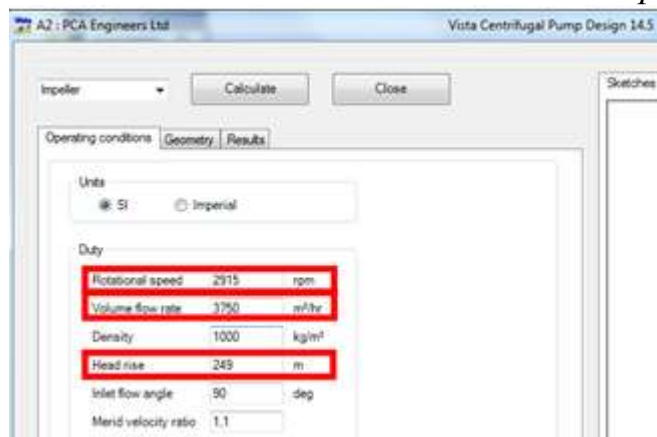 A2 : PCA Engineers Ltd
Vista Centrifugal Pump Design 14.5
Impeller
Calculate
Close
Sketches
Operating conditions
Geometry
Results
Units
SI
Imperial
Duty
Rotational speed 2915 rpm
Volume flow rate 3750 m³/hr
Density 1000 kg/m³
Head rise 249 m
Inlet flow angle 90 deg
Merid velocity ratio 1.1